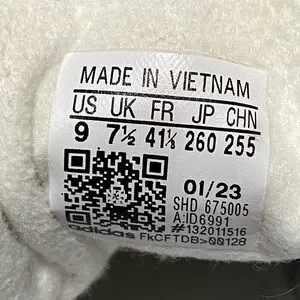 MADE IN VIETNAM
US UK FR JP CHN
9 7½ 41⅓ 260 255
01/23
SHD 675005
A:ID6991
#132011516
adidas FkCFTDB>00128